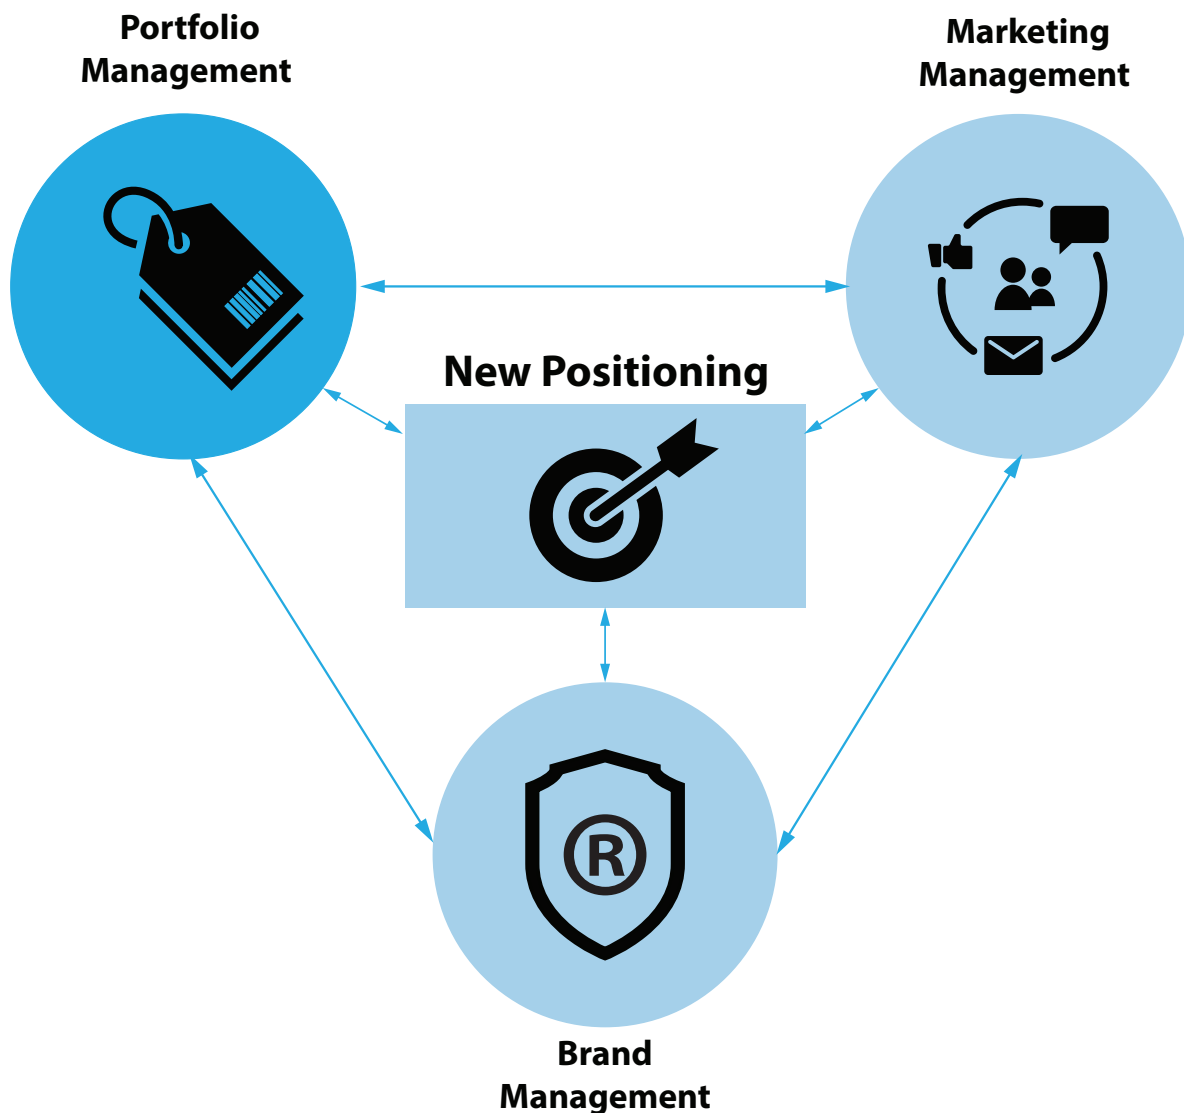 Portfolio
Management
Marketing
Management
New Positioning
®
Brand
Management